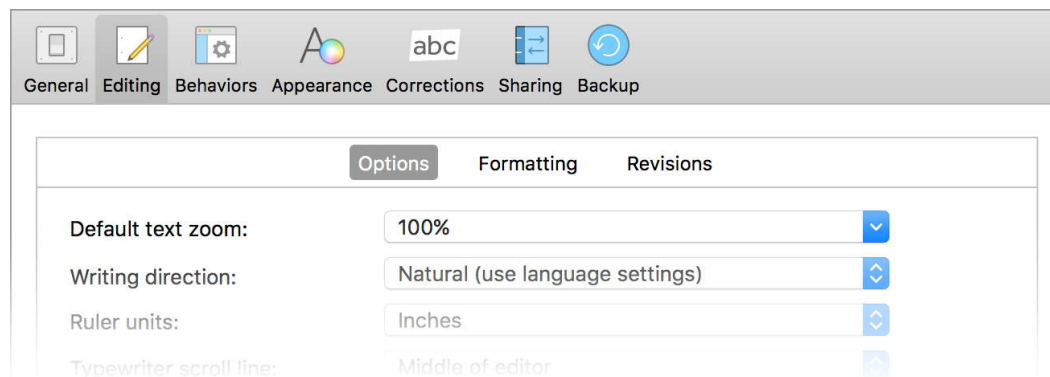 abc
General Editing Behaviors Appearance Corrections Sharing Backup
Options Formatting Revisions
Default text zoom: 100%
Writing direction: Natural (use language settings)
Ruler units: Inches
Typewriter scroll line: Middle of editor